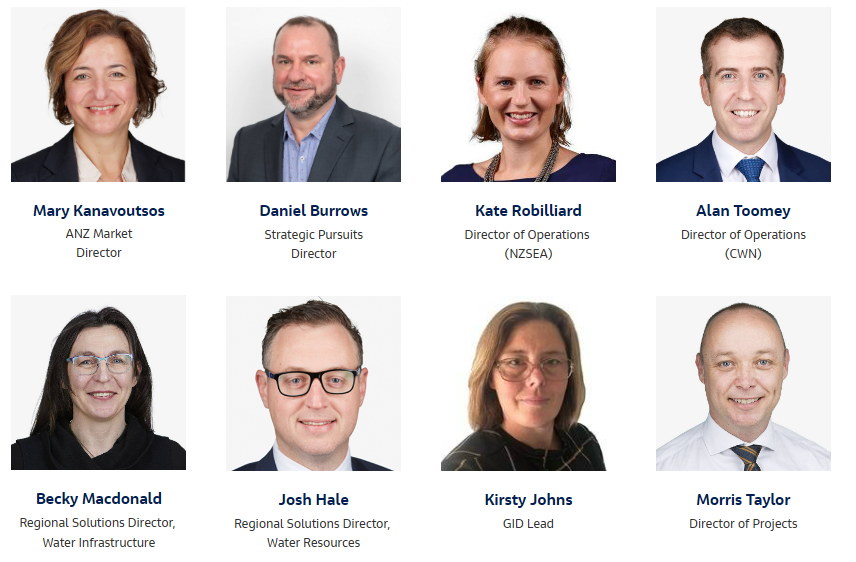 Mary Kanavoutsos
ANZ Market
Director
Daniel Burrows
Strategic Pursuits
Director
Kate Robilliard
Director of Operations
(NZSEA)
Alan Toomey
Director of Operations
(CWN)
Becky Macdonald
Regional Solutions Director,
Water Infrastructure
Josh Hale
Regional Solutions Director,
Water Resources
Kirsty Johns
GID Lead
Morris Taylor
Director of Projects